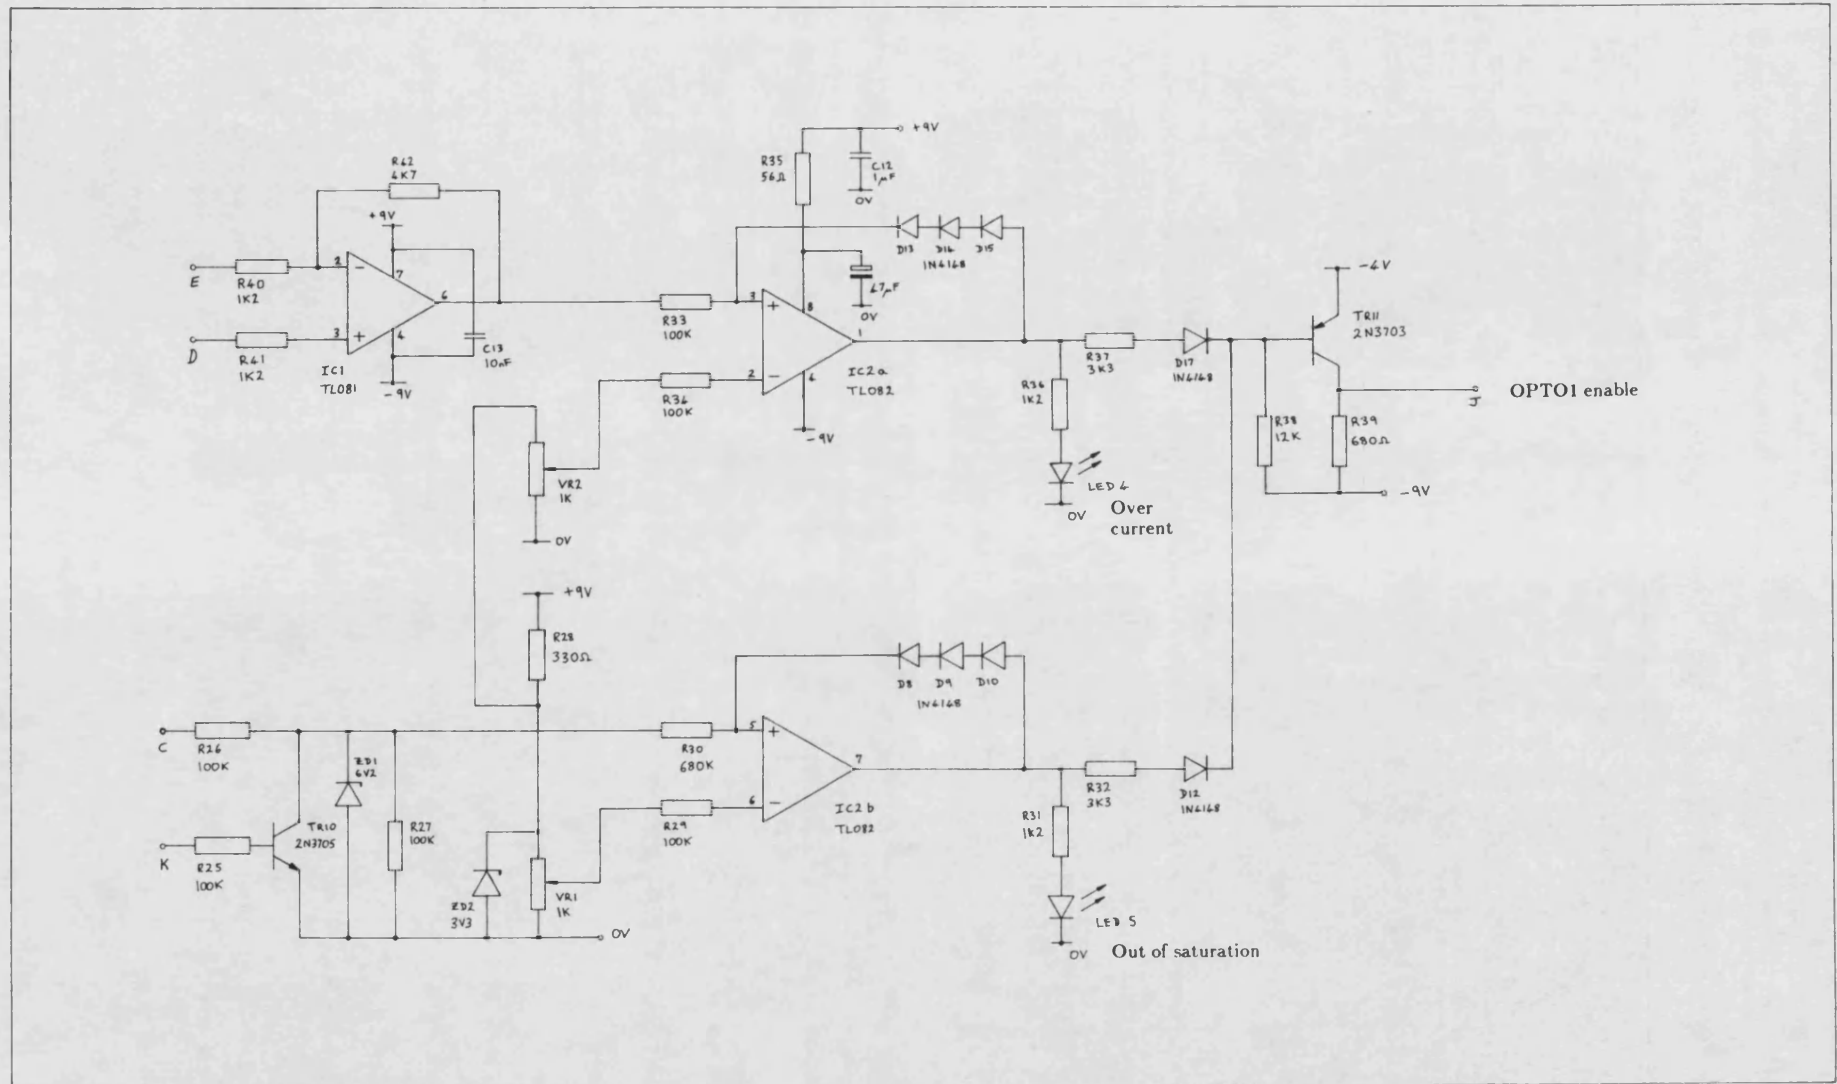 +9V
R35
56Ω
C12
1μF
0V
R42
4K7
+9V
D13
D14
D15
1N4148
47μF
0V
E
R40
1K2
2
−
7
6
D
R41
1K2
3
+
4
IC1
TL081
C13
10nF
-9V
R33
100K
3
+
8
1
2
−
4
IC2a
TL082
-9V
R34
100K
VR2
1K
0V
R37
3K3
D17
1N4148
R36
1K2
LED 4
0V
Over
current
TR11
2N3703
J
OPTO1 enable
R38
12K
R39
680Ω
-9V
+9V
R28
330Ω
D8
D9
D10
1N4148
C
R26
100K
ZD1
6V2
K
R25
100K
TR10
2N3705
R27
100K
ZD2
3V3
VR1
1K
0V
R30
680K
5
+
7
6
−
R29
100K
IC2b
TL082
R32
3K3
D12
1N4148
R31
1K2
LED 5
0V
Out of saturation